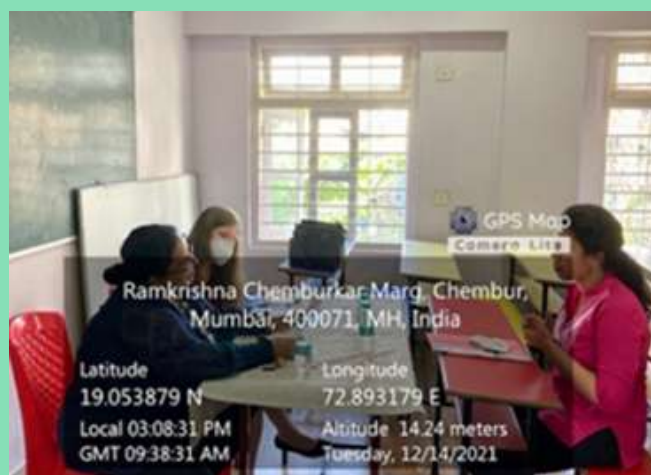 GPS Map
Camera Lite
Ramkrishna Chemburkar Marg, Chembur,
Mumbai, 400071, MH, India
Latitude
19.053879 N
Longitude
72.893179 E
Local 03:08:31 PM
GMT 09:38:31 AM
Altitude 14.24 meters
Tuesday, 12/14/2021